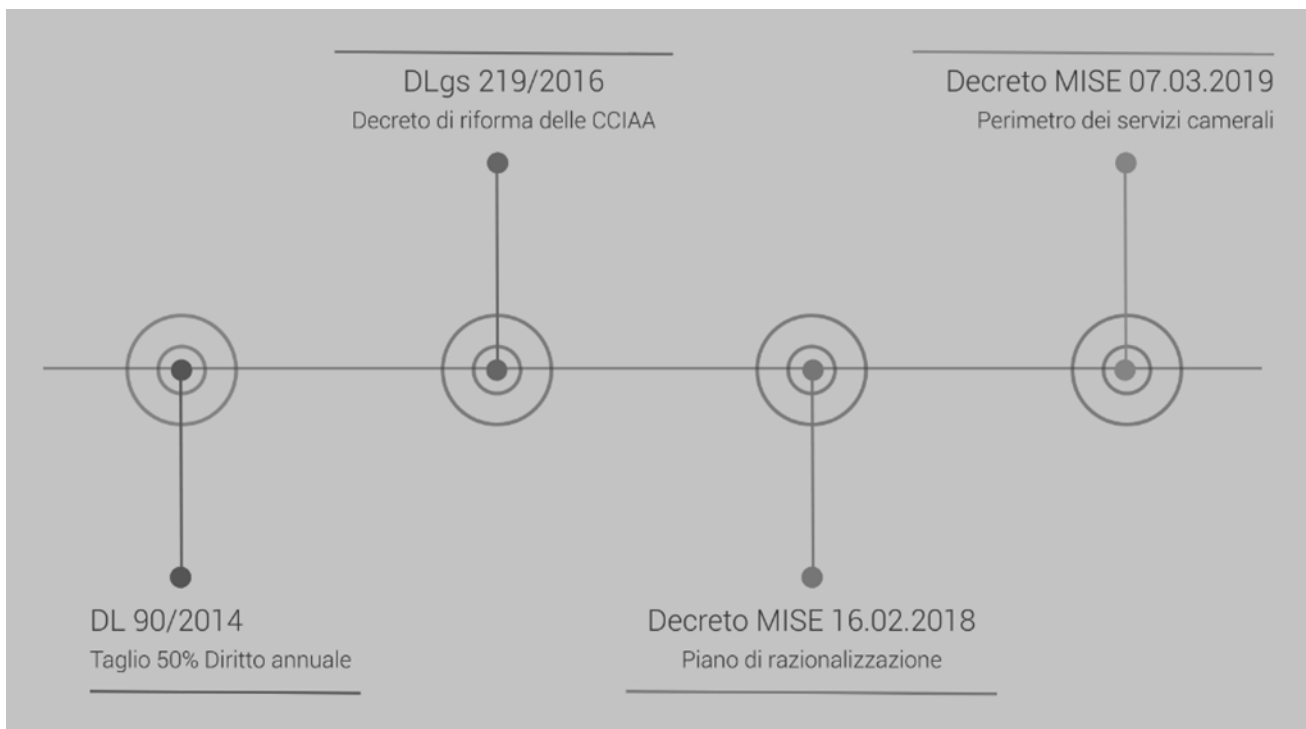 DLgs 219/2016
Decreto di riforma delle CCIAA
Decreto MISE 07.03.2019
Perimetro dei servizi camerali
DL 90/2014
Taglio 50% Diritto annuale
Decreto MISE 16.02.2018
Piano di razionalizzazione